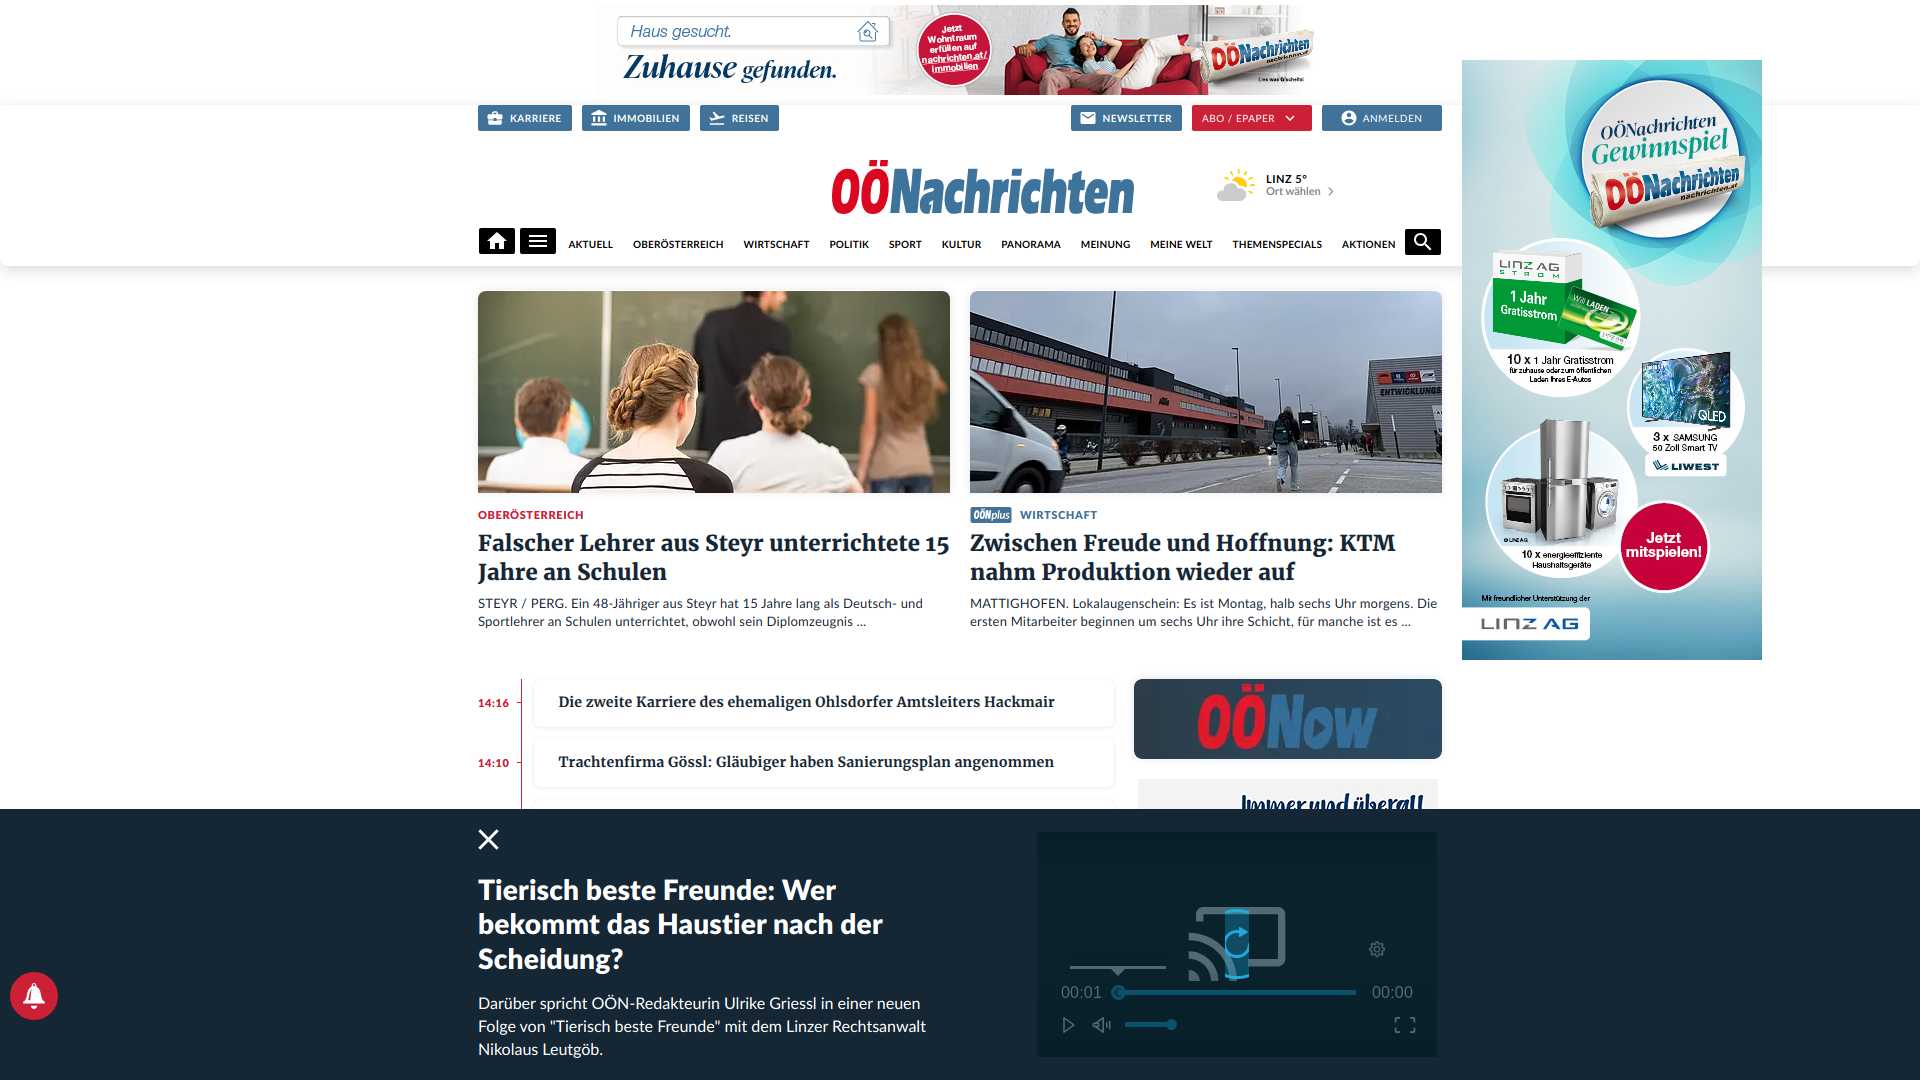 Haus gesucht.
Zuhause gefunden.
Jetzt
Wohntraum
erfüllen auf
nachrichten.at/
immobilien
OÖNachrichten
Lies was G'scheits!
KARRIERE
IMMOBILIEN
REISEN
NEWSLETTER
ABO / EPAPER
ANMELDEN
OÖNachrichten
LINZ 5°
Ort wählen
AKTUELL
OBERÖSTERREICH
WIRTSCHAFT
POLITIK
SPORT
KULTUR
PANORAMA
MEINUNG
MEINE WELT
THEMENSPECIALS
AKTIONEN
OÖNachrichten
Gewinnspiel
OÖNachrichten
nachrichten.at
LINZ AG
STROM
1 Jahr
Gratisstrom
Will LADEN
10 x 1 Jahr Gratisstrom
für zuhause oder zum öffentlichen
Laden Ihres E-Autos
QLED
3 x SAMSUNG
50 Zoll Smart TV
LIWEST
© LINZ AG
10 x energieeffiziente
Haushaltsgeräte
Jetzt
mitspielen!
Mit freundlicher Unterstützung der
LINZ AG
ENTWICKLUNGS
OBERÖSTERREICH
Falscher Lehrer aus Steyr unterrichtete 15
Jahre an Schulen
STEYR / PERG. Ein 48-Jähriger aus Steyr hat 15 Jahre lang als Deutsch- und
Sportlehrer an Schulen unterrichtet, obwohl sein Diplomzeugnis ...
OÖNplus WIRTSCHAFT
Zwischen Freude und Hoffnung: KTM
nahm Produktion wieder auf
MATTIGHOFEN. Lokalaugenschein: Es ist Montag, halb sechs Uhr morgens. Die
ersten Mitarbeiter beginnen um sechs Uhr ihre Schicht, für manche ist es ...
14:16
Die zweite Karriere des ehemaligen Ohlsdorfer Amtsleiters Hackmair
14:10
Trachtenfirma Gössl: Gläubiger haben Sanierungsplan angenommen
OÖNow
Immer und überall
Tierisch beste Freunde: Wer
bekommt das Haustier nach der
Scheidung?
Darüber spricht OÖN-Redakteurin Ulrike Griessl in einer neuen
Folge von "Tierisch beste Freunde" mit dem Linzer Rechtsanwalt
Nikolaus Leutgöb.
00:01
00:00